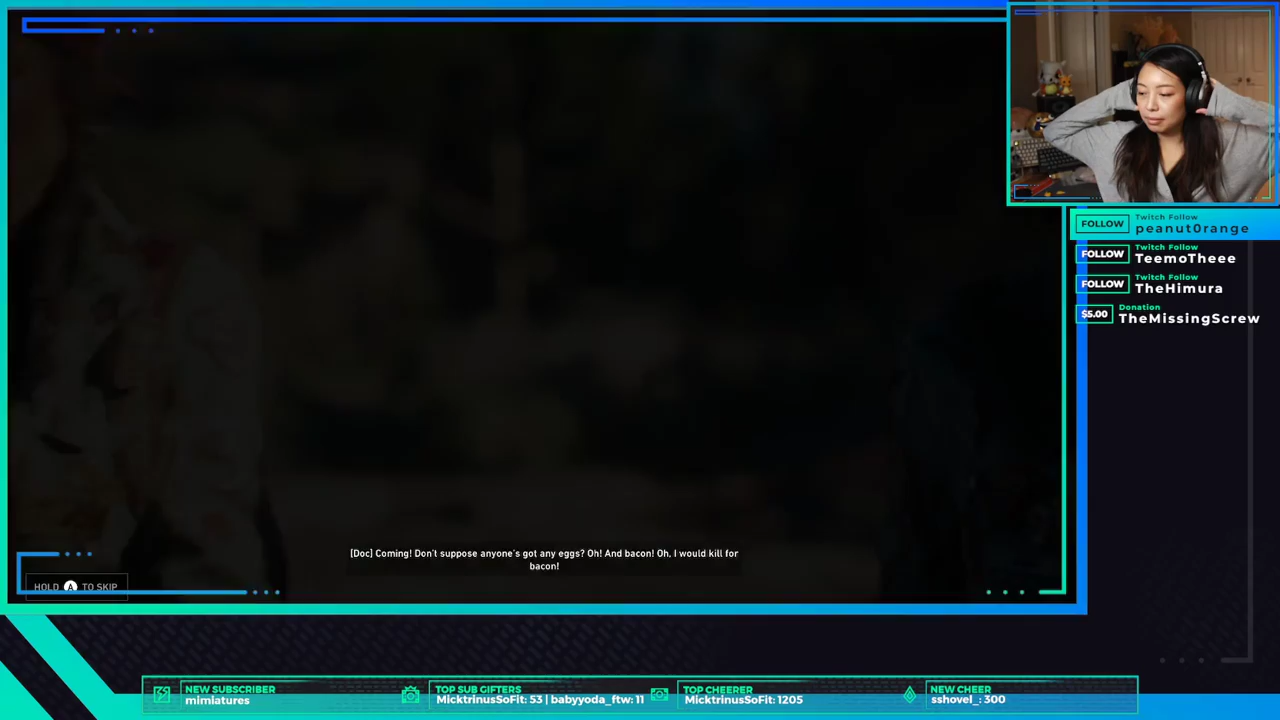 FOLLOW
Twitch Follow
peanut0range
FOLLOW
Twitch Follow
TeemoTheee
FOLLOW
Twitch Follow
TheHimura
$5.00
Donation
TheMissingScrew
[Doc] Coming! Don't suppose anyone's got any eggs? Oh! And bacon! Oh, I would kill for
bacon!
HOLD A TO SKIP
NEW SUBSCRIBER
mimiatures
TOP SUB GIFTERS
MicktrinusSoFit: 53 | babyyoda_ftw: 11
TOP CHEERER
MicktrinusSoFit: 1205
NEW CHEER
sshovel_: 300